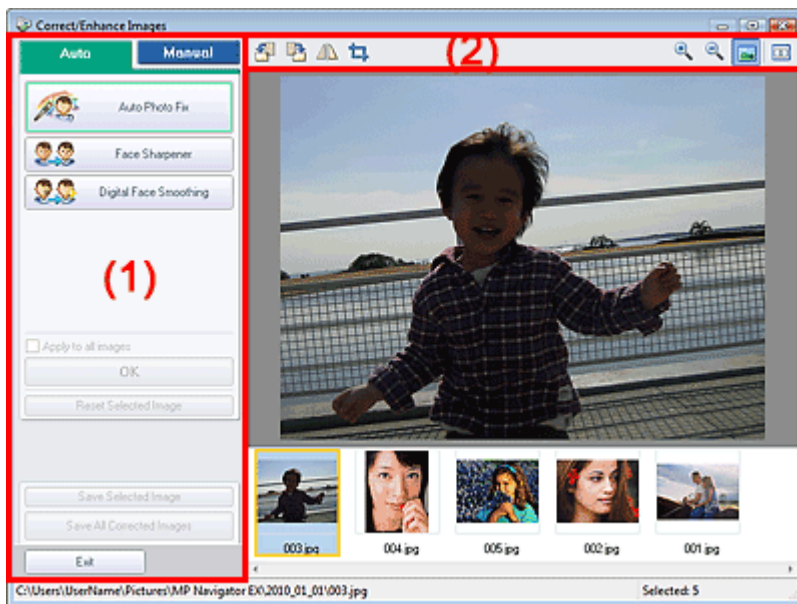 Correct/Enhance Images
Auto Manual
(2)
Auto Photo Fix
Face Sharpener
Digital Face Smoothing
(1)
Apply to all images
OK
Reset Selected Image
Save Selected Image
Save All Corrected Images
Exit
003.jpg 004.jpg 005.jpg 002.jpg 001.jpg
C:\Users\UserName\Pictures\MP Navigator EX\2010_01_01\003.jpg Selected: 5